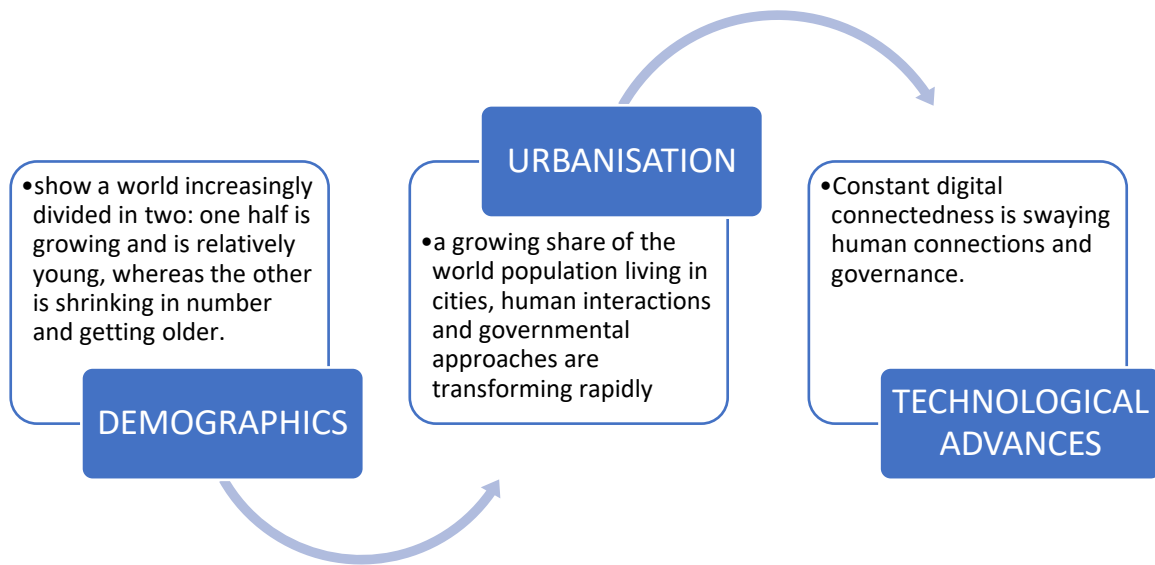 •show a world increasingly
divided in two: one half is
growing and is relatively
young, whereas the other
is shrinking in number
and getting older.
DEMOGRAPHICS
URBANISATION
•a growing share of the
world population living in
cities, human interactions
and governmental
approaches are
transforming rapidly
•Constant digital
connectedness is swaying
human connections and
governance.
TECHNOLOGICAL
ADVANCES